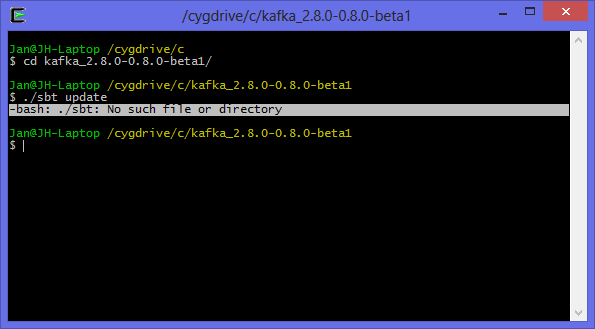 /cygdrive/c/kafka_2.8.0-0.8.0-beta1
Jan@JH-Laptop /cygdrive/c
$ cd kafka_2.8.0-0.8.0-beta1/
Jan@JH-Laptop /cygdrive/c/kafka_2.8.0-0.8.0-beta1
$ ./sbt update
-bash: ./sbt: No such file or directory
Jan@JH-Laptop /cygdrive/c/kafka_2.8.0-0.8.0-beta1
$